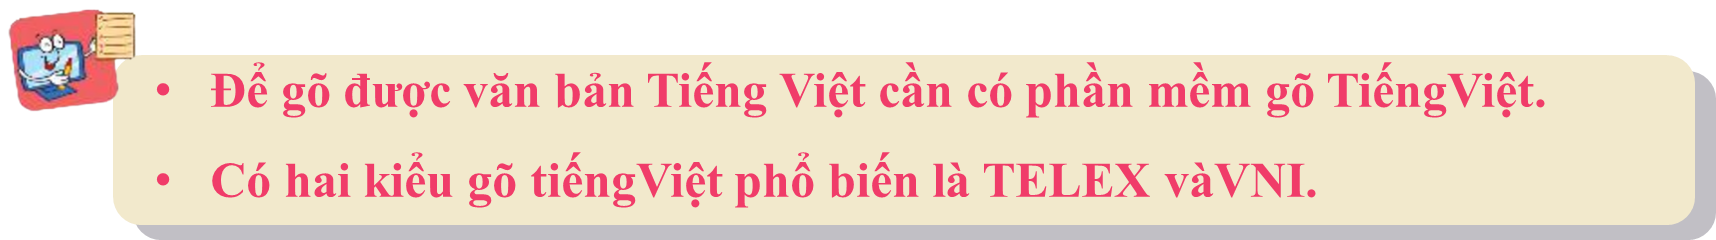 • Để gõ được văn bản Tiếng Việt cần có phần mềm gõ TiếngViệt.
• Có hai kiểu gõ tiếngViệt phổ biến là TELEX vàVNI.